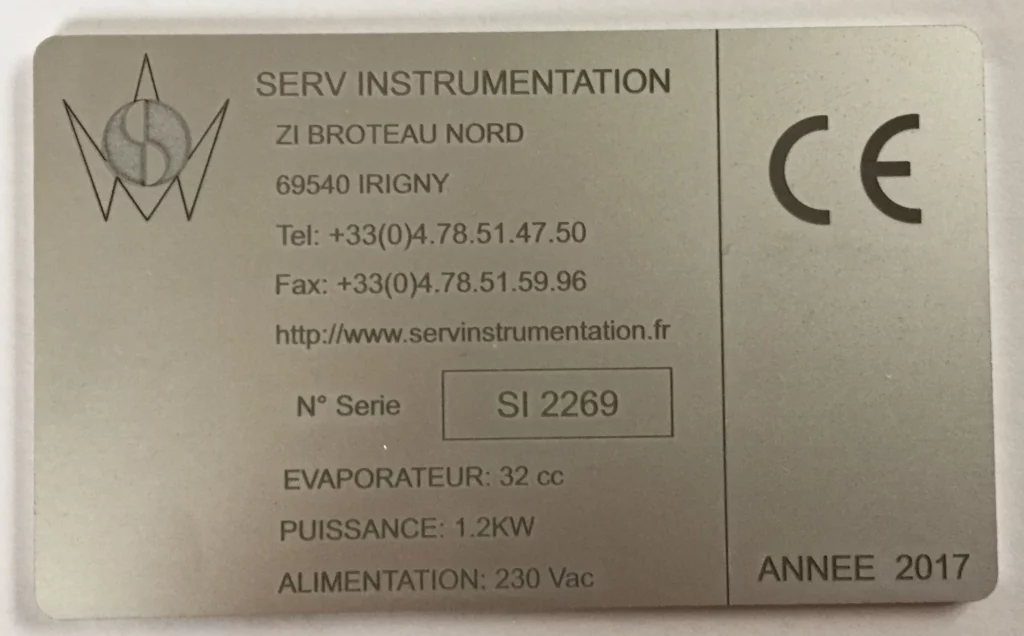 SERV INSTRUMENTATION
ZI BROTEAU NORD
69540 IRIGNY
Tel: +33(0)4.78.51.47.50
Fax: +33(0)4.78.51.59.96
http://www.servinstrumentation.fr
N° Serie SI 2269
EVAPORATEUR: 32 cc
PUISSANCE: 1.2KW
ALIMENTATION: 230 Vac
CE
ANNEE 2017